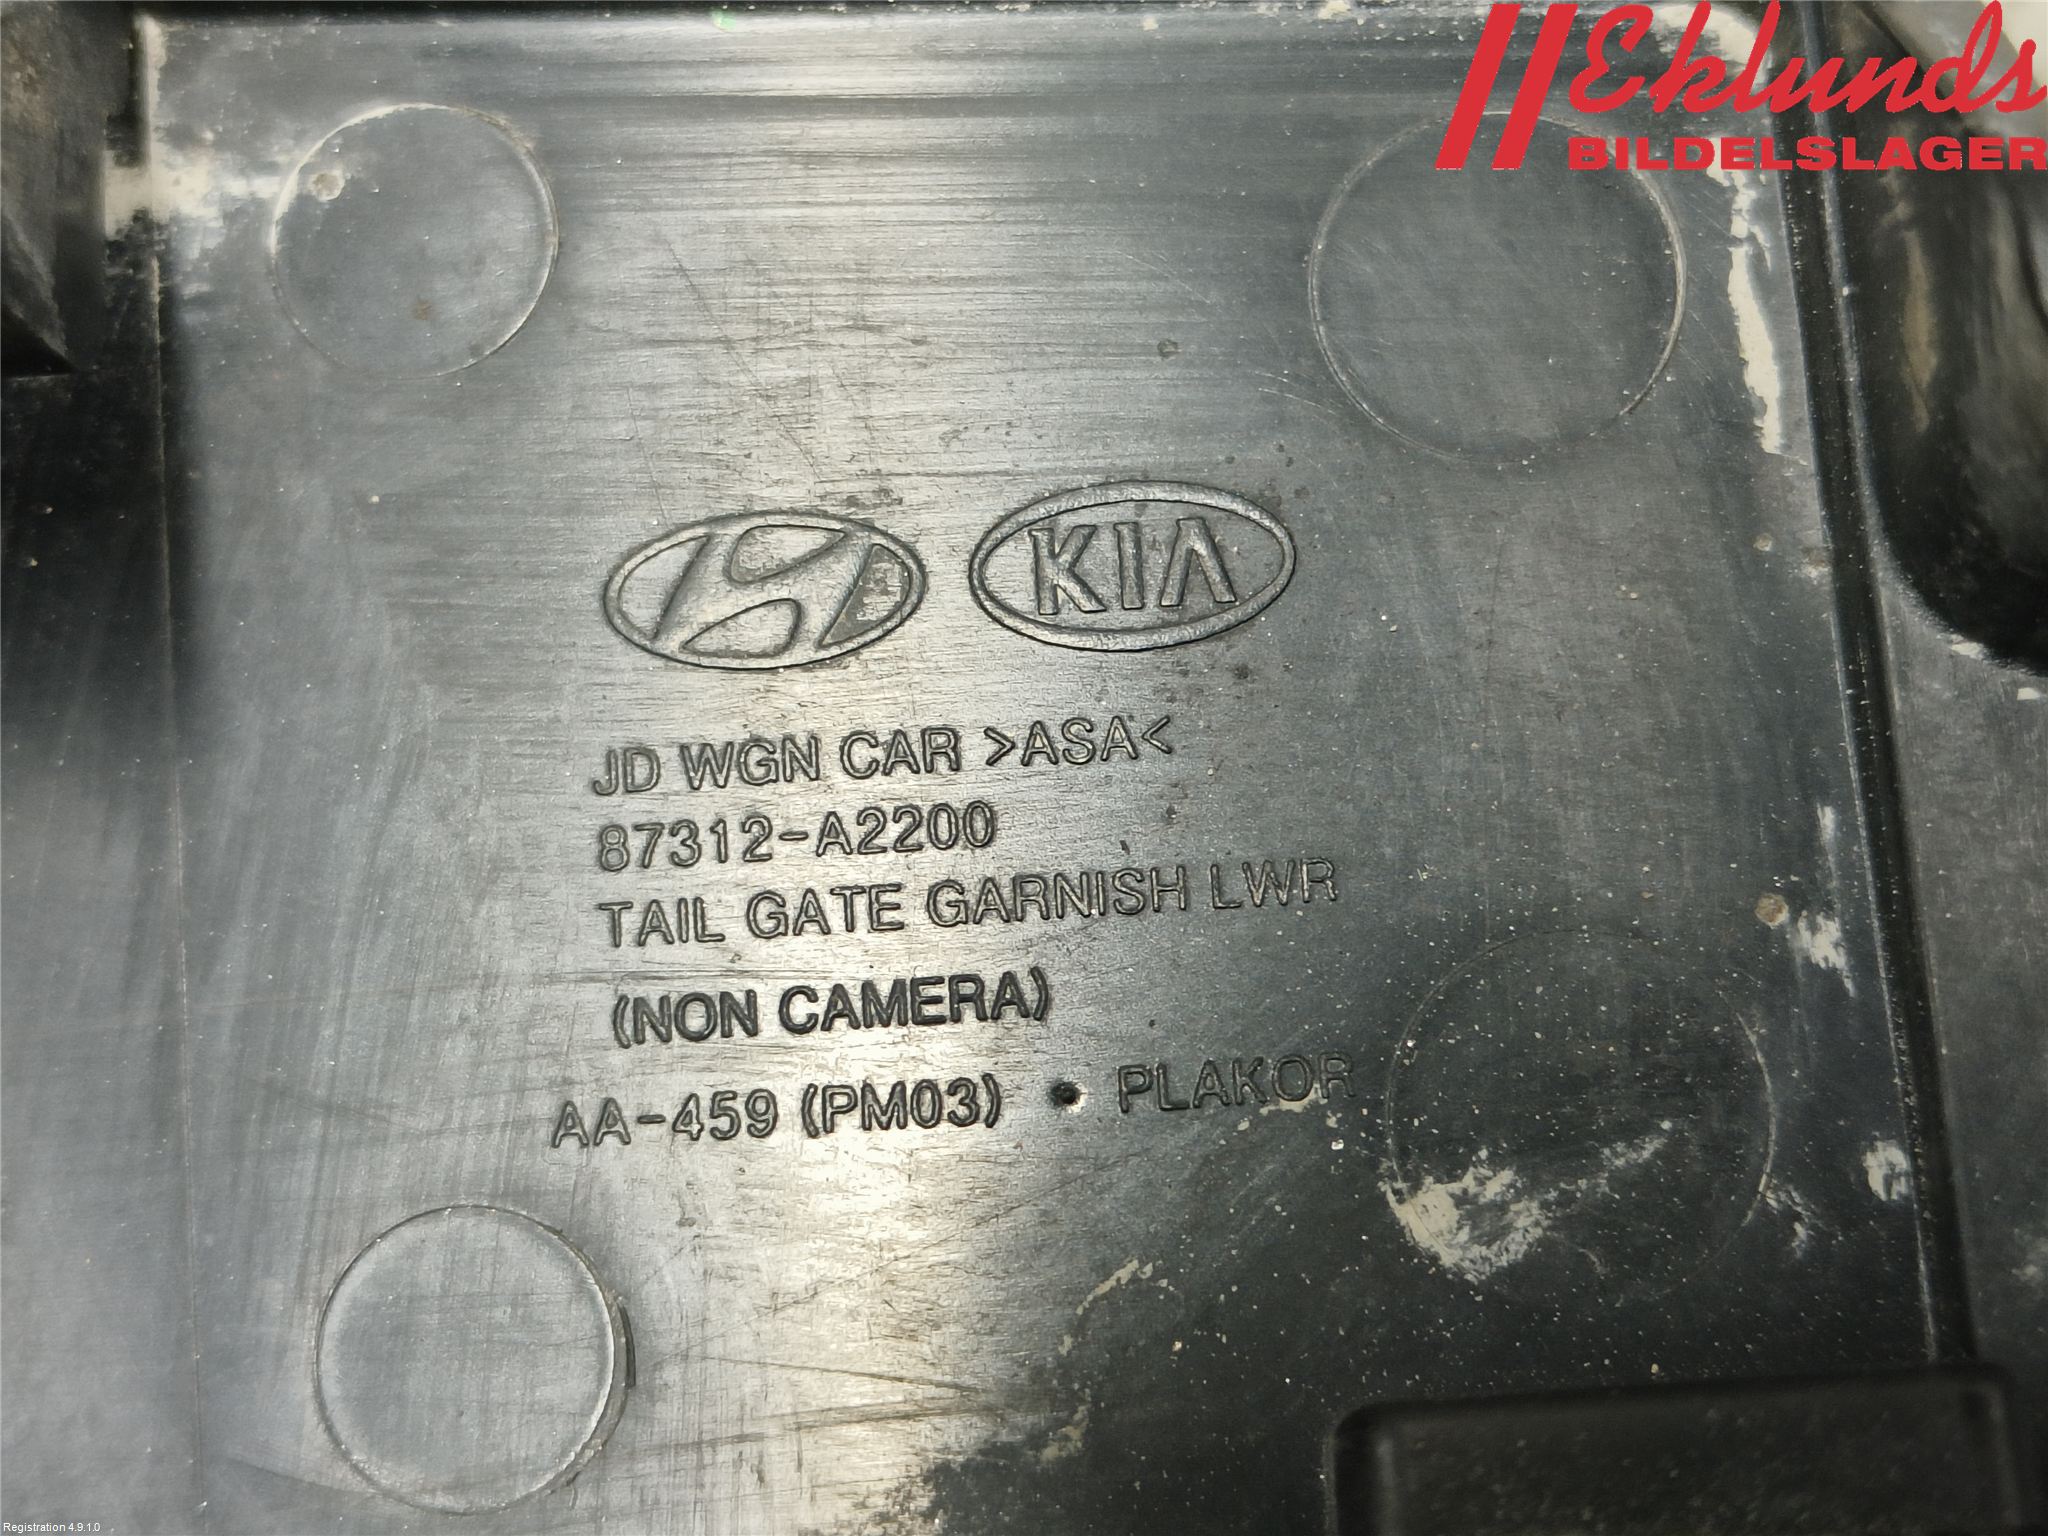 Eklunds
BILDELSLAGER
KIA
JD WGN CAR >ASA<
87312-A2200
TAIL GATE GARNISH LWR
(NON CAMERA)
AA-459 (PM03) • PLAKOR
Registration 4.9.1.0